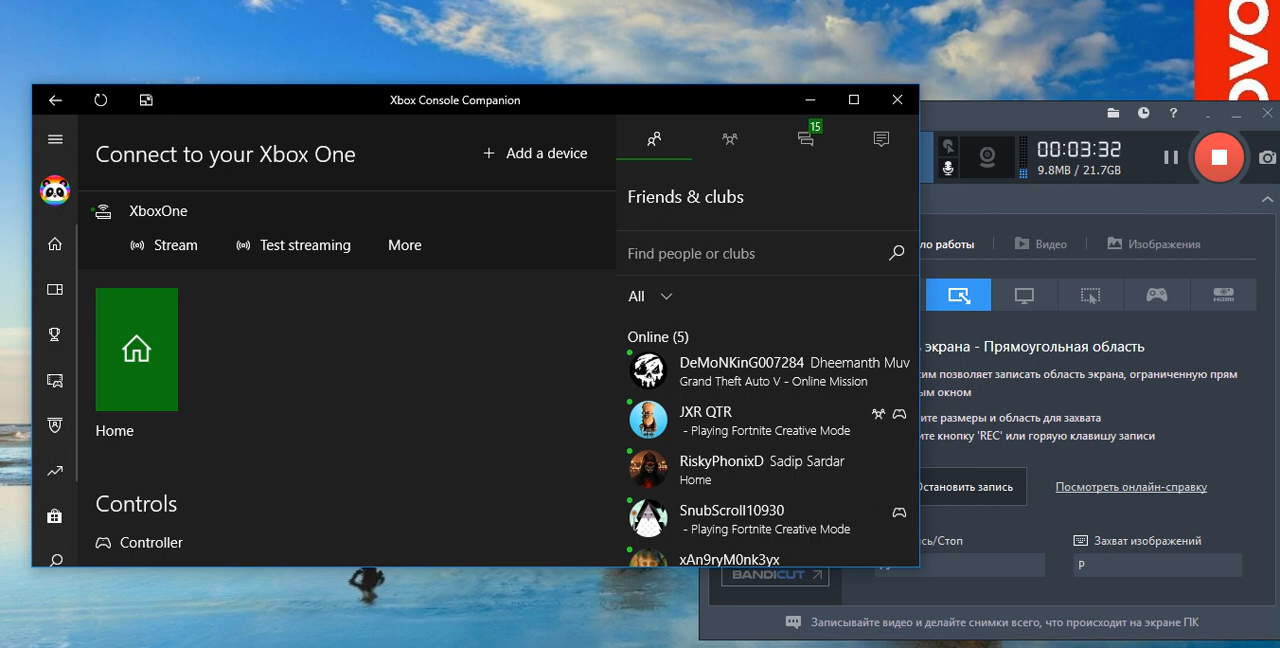 Xbox Console Companion
Connect to your Xbox One
+ Add a device
XboxOne
Stream
Test streaming
More
Home
Controls
Controller
15
Friends & clubs
Find people or clubs
All
Online (5)
DeMoNKinG007284 Dheemanth Muv
Grand Theft Auto V - Online Mission
JXR QTR
- Playing Fortnite Creative Mode
RiskyPhonixD Sadip Sardar
Home
SnubScroll10930
- Playing Fortnite Creative Mode
xAn9ryM0nk3yx
?
00:03:32
9.8MB / 21.7GB
ло работы
Видео
Изображения
HDMI
экрана - Прямоугольная область
им позволяет записать область экрана, ограниченную прям
ым окном
ите размеры и область для захвата
ите кнопку 'REC' или горяую клавишу записи
Остановить запись
Посмотреть онлайн-справку
сь/Стоп
Захват изображений
P
BANDICUT
Записывайте видео и делайте снимки всего, что происходит на экране ПК
ovo